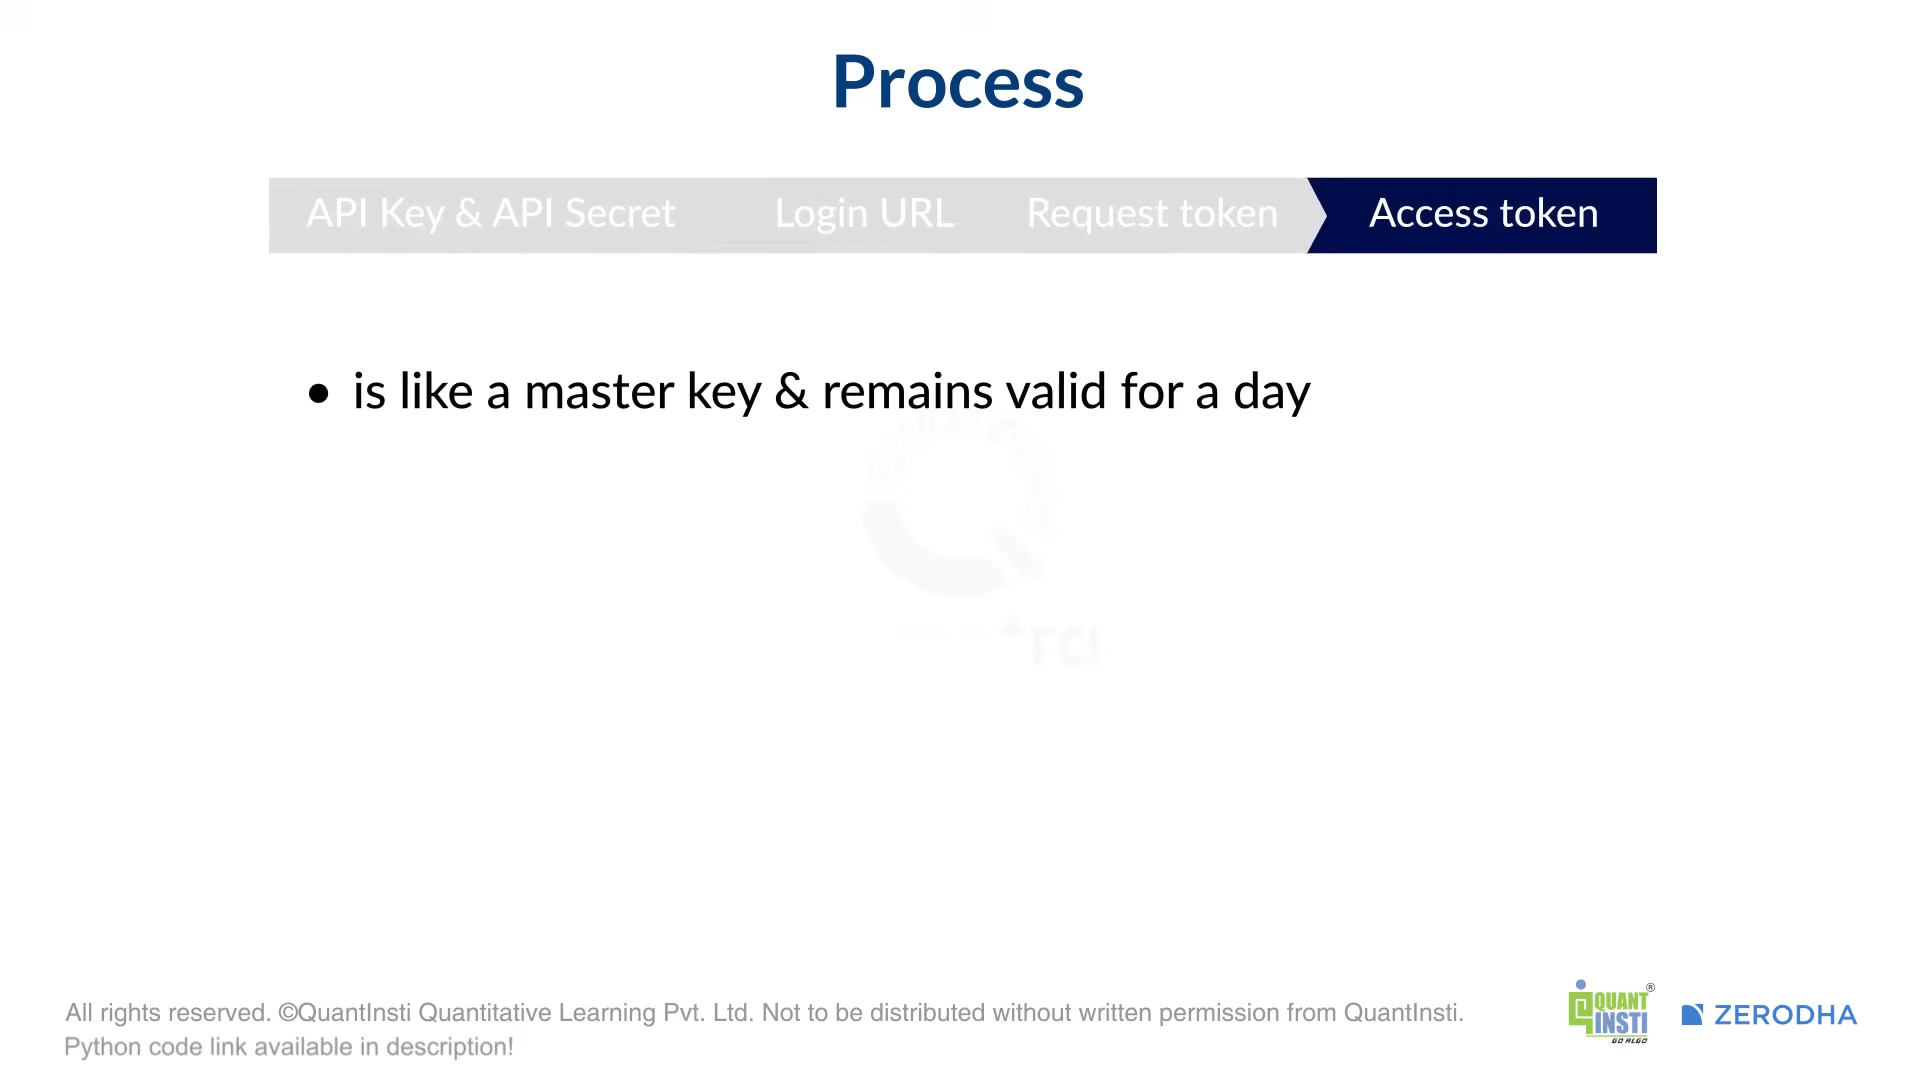 Process
API Key & API Secret Login URL Request token Access token
• is like a master key & remains valid for a day
All rights reserved. ©QuantInsti Quantitative Learning Pvt. Ltd. Not to be distributed without written permission from QuantInsti.
Python code link available in description!
QUANT®
INSTI
GO ALGO
ZERODHA